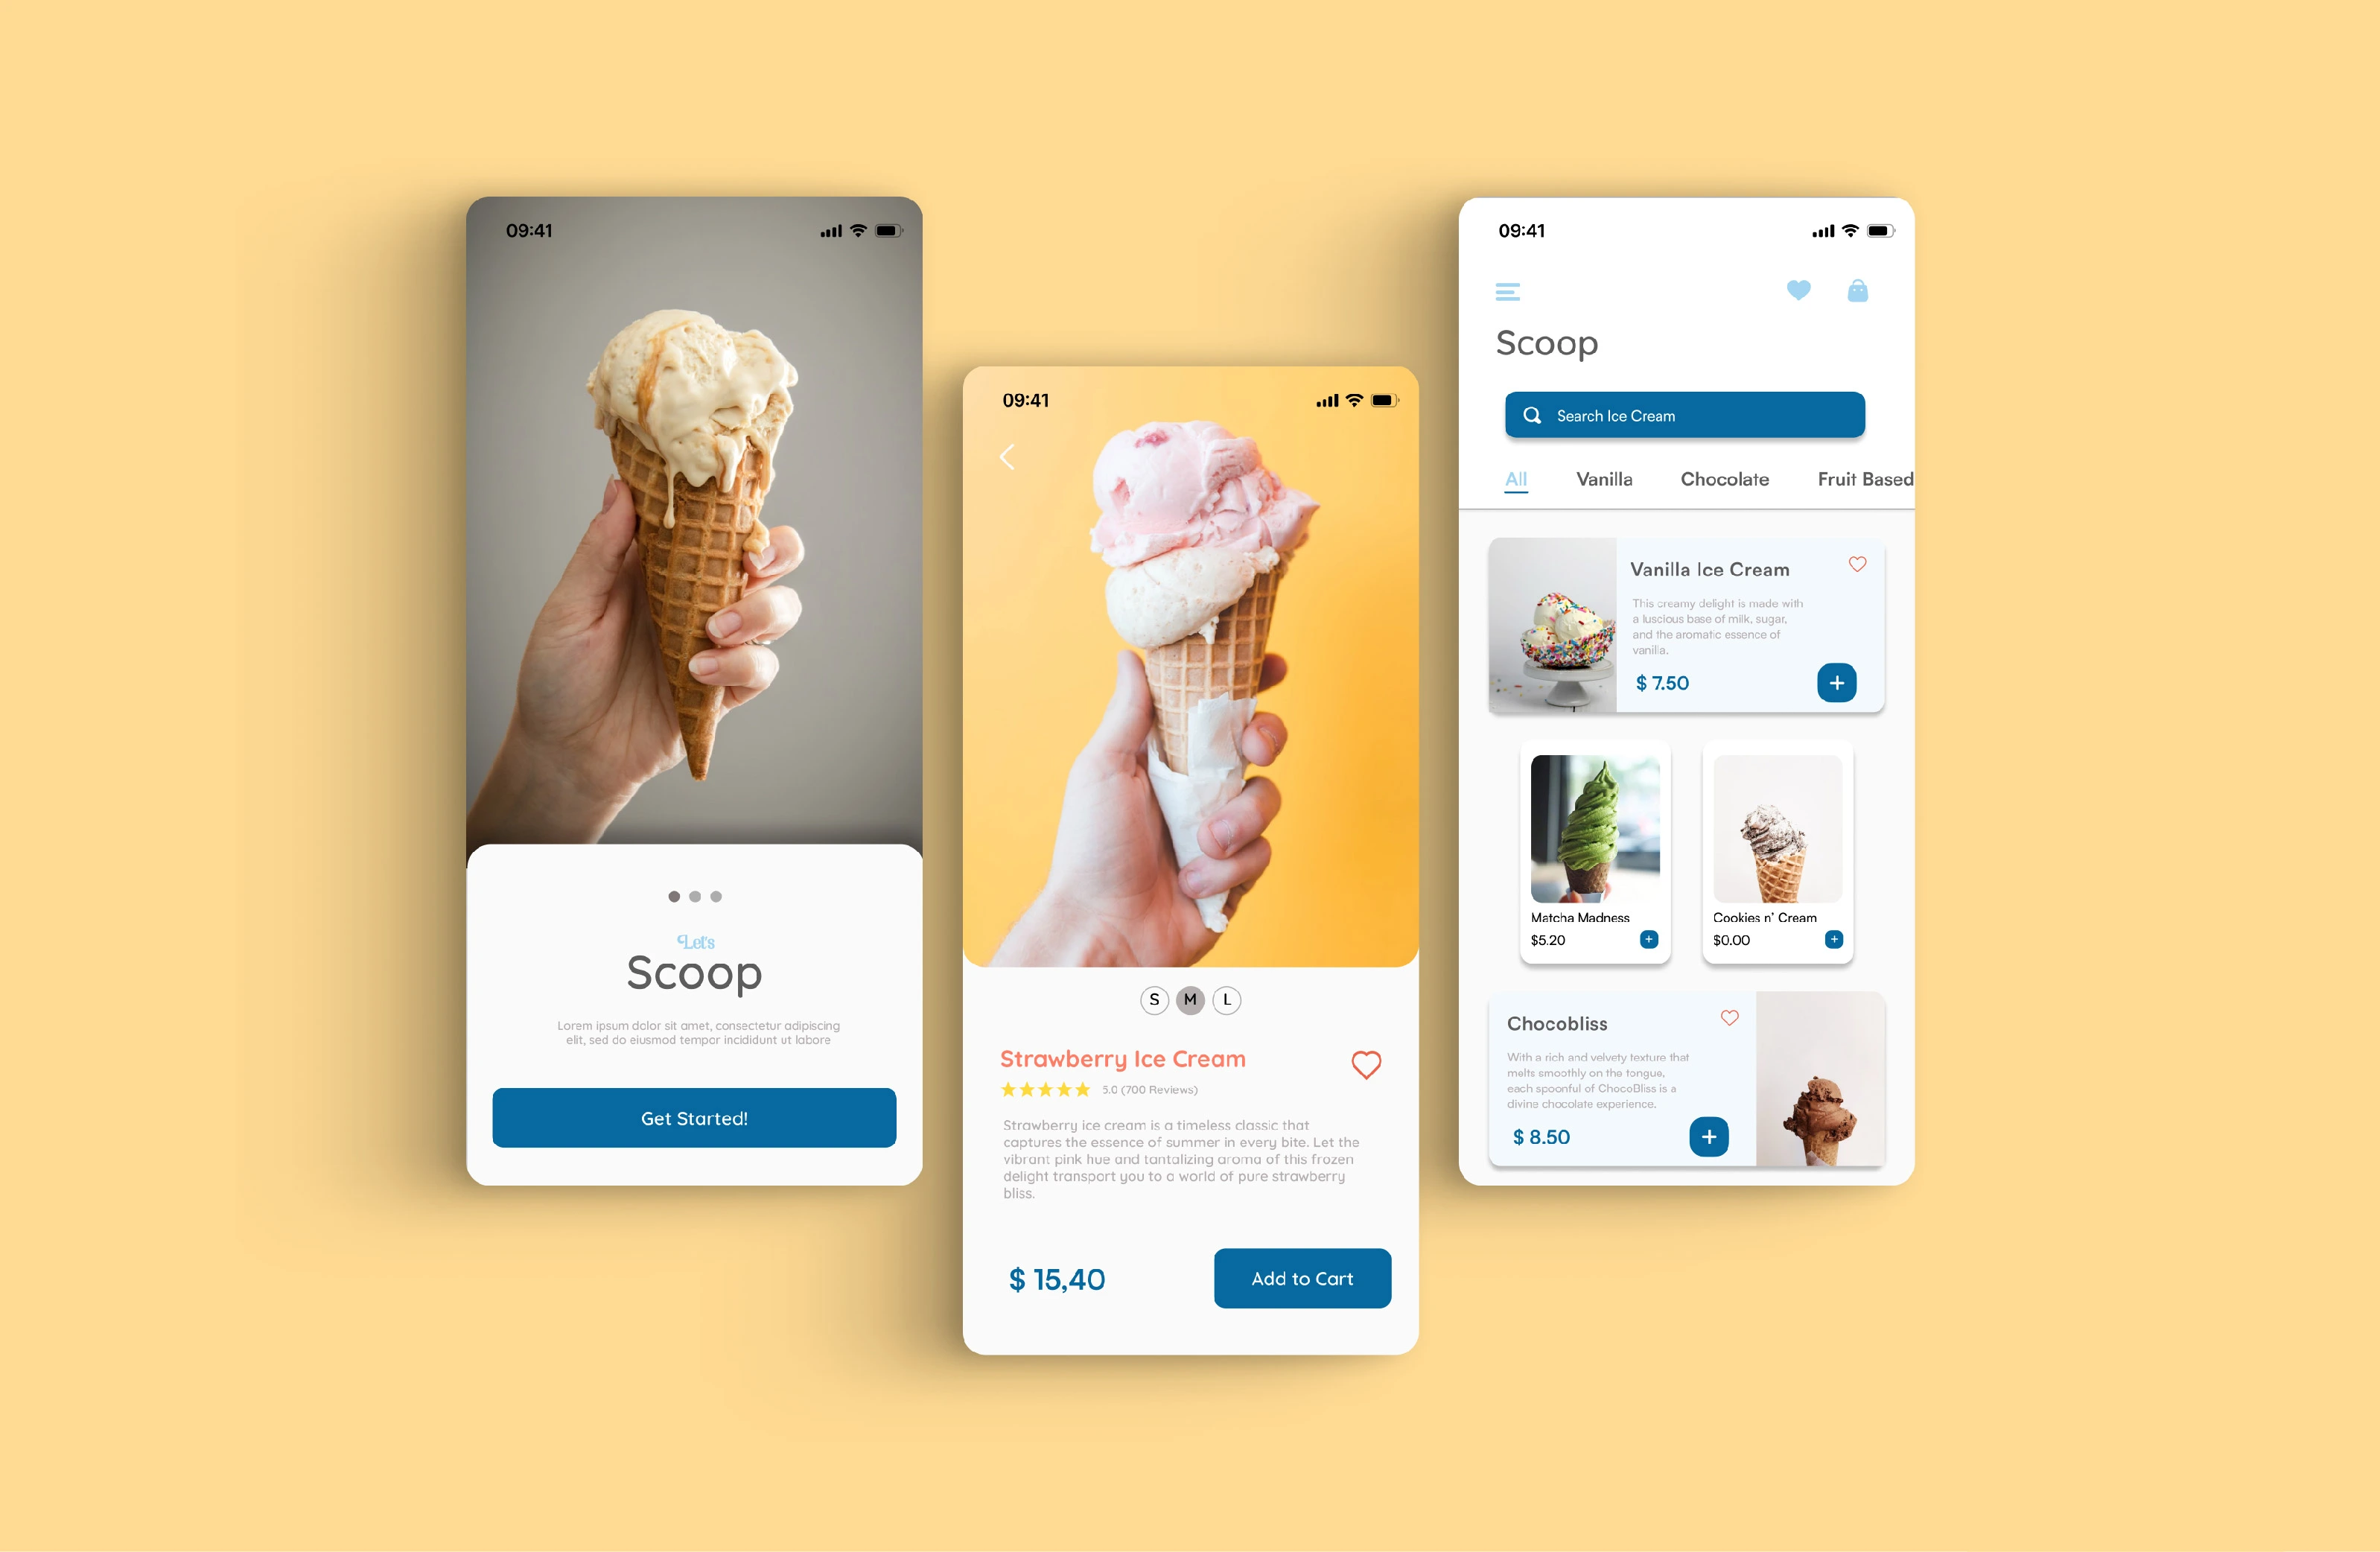 09:41
Let's
Scoop
Lorem ipsum dolor sit amet, consectetur adipiscing
elit, sed do eiusmod tempor incididunt ut labore
Get Started!
09:41
S M L
Strawberry Ice Cream
5.0 (700 Reviews)
Strawberry ice cream is a timeless classic that
captures the essence of summer in every bite. Let the
vibrant pink hue and tantalizing aroma of this frozen
delight transport you to a world of pure strawberry
bliss.
$ 15,40
Add to Cart
09:41
Scoop
Search Ice Cream
All Vanilla Chocolate Fruit Based
Vanilla Ice Cream
This creamy delight is made with
a luscious base of milk, sugar,
and the aromatic essence of
vanilla.
$ 7.50
Matcha Madness
$5.20
Cookies n' Cream
$0.00
Chocobliss
With a rich and velvety texture that
melts smoothly on the tongue,
each spoonful of ChocoBliss is a
divine chocolate experience.
$ 8.50